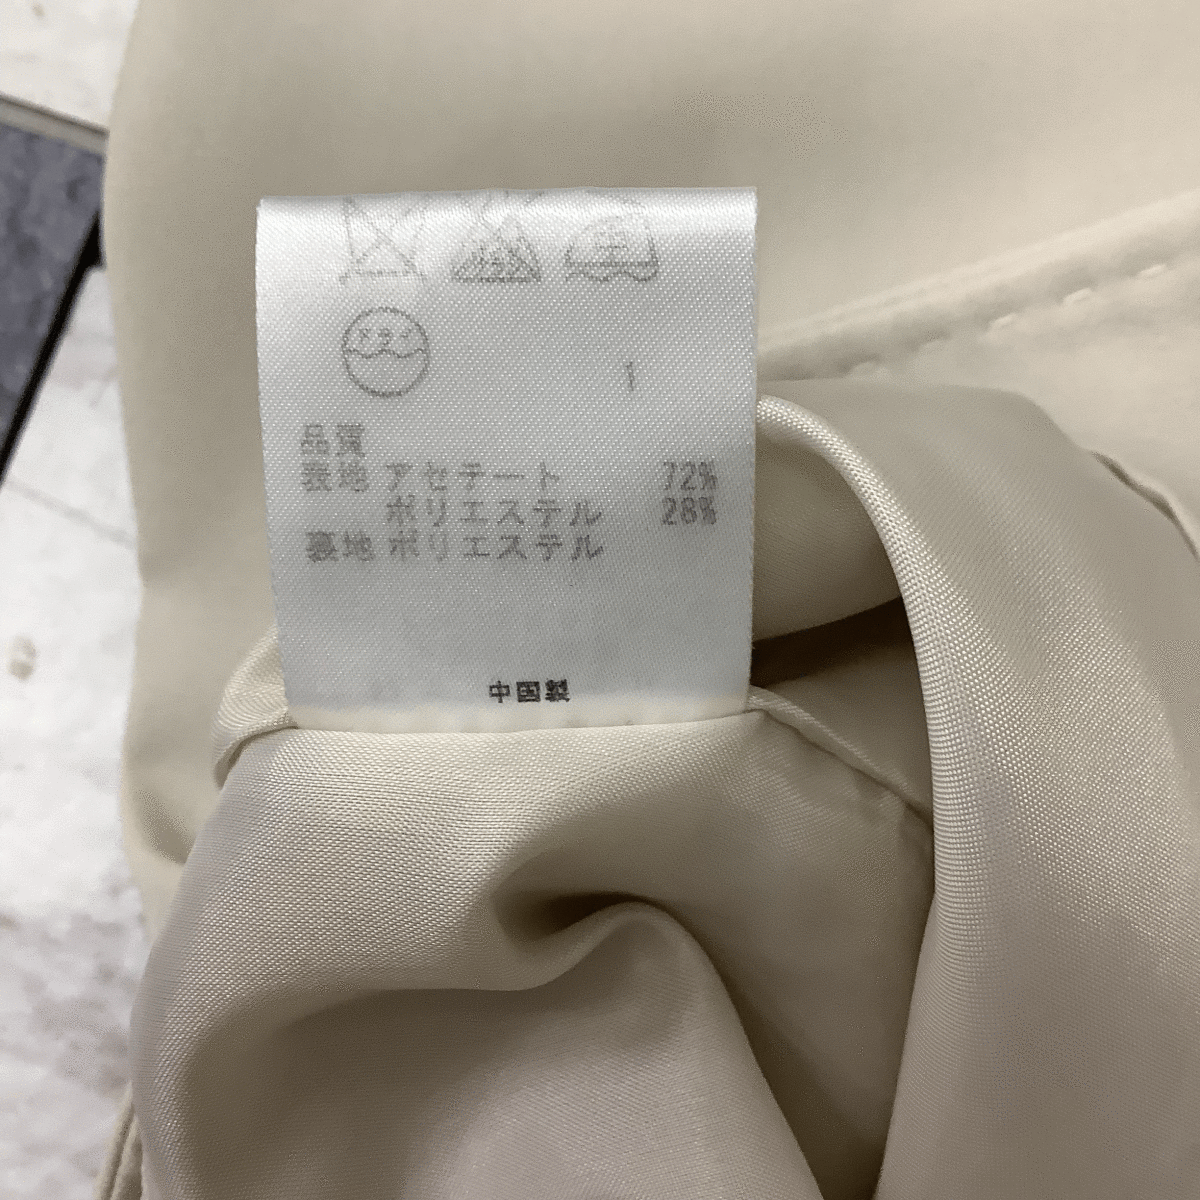 ドライ
1
品質
表地 アセテート 72%
ポリエステル 28%
裏地 ポリエステル
中国製